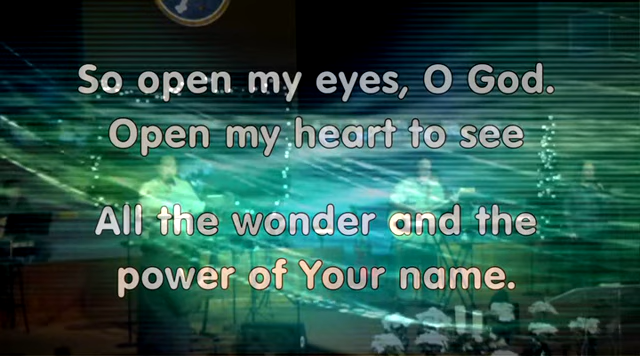 So open my eyes, O God.
Open my heart to see
All the wonder and the
power of Your name.